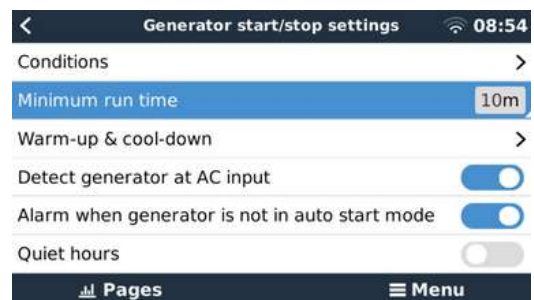 Generator start/stop settings 08:54
Conditions
Minimum run time 10m
Warm-up & cool-down
Detect generator at AC input
Alarm when generator is not in auto start mode
Quiet hours
Pages Menu